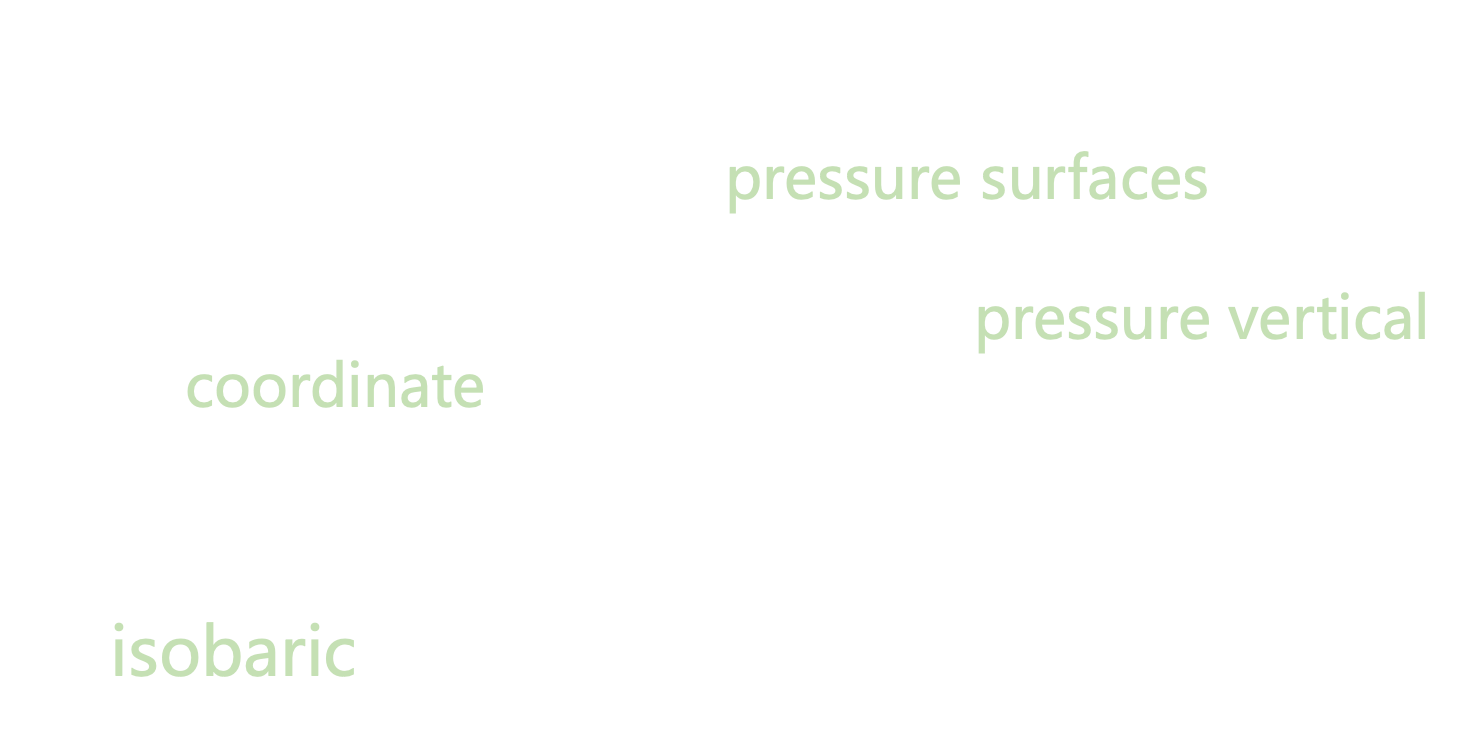 pressure surfaces
pressure vertical
coordinate
isobaric